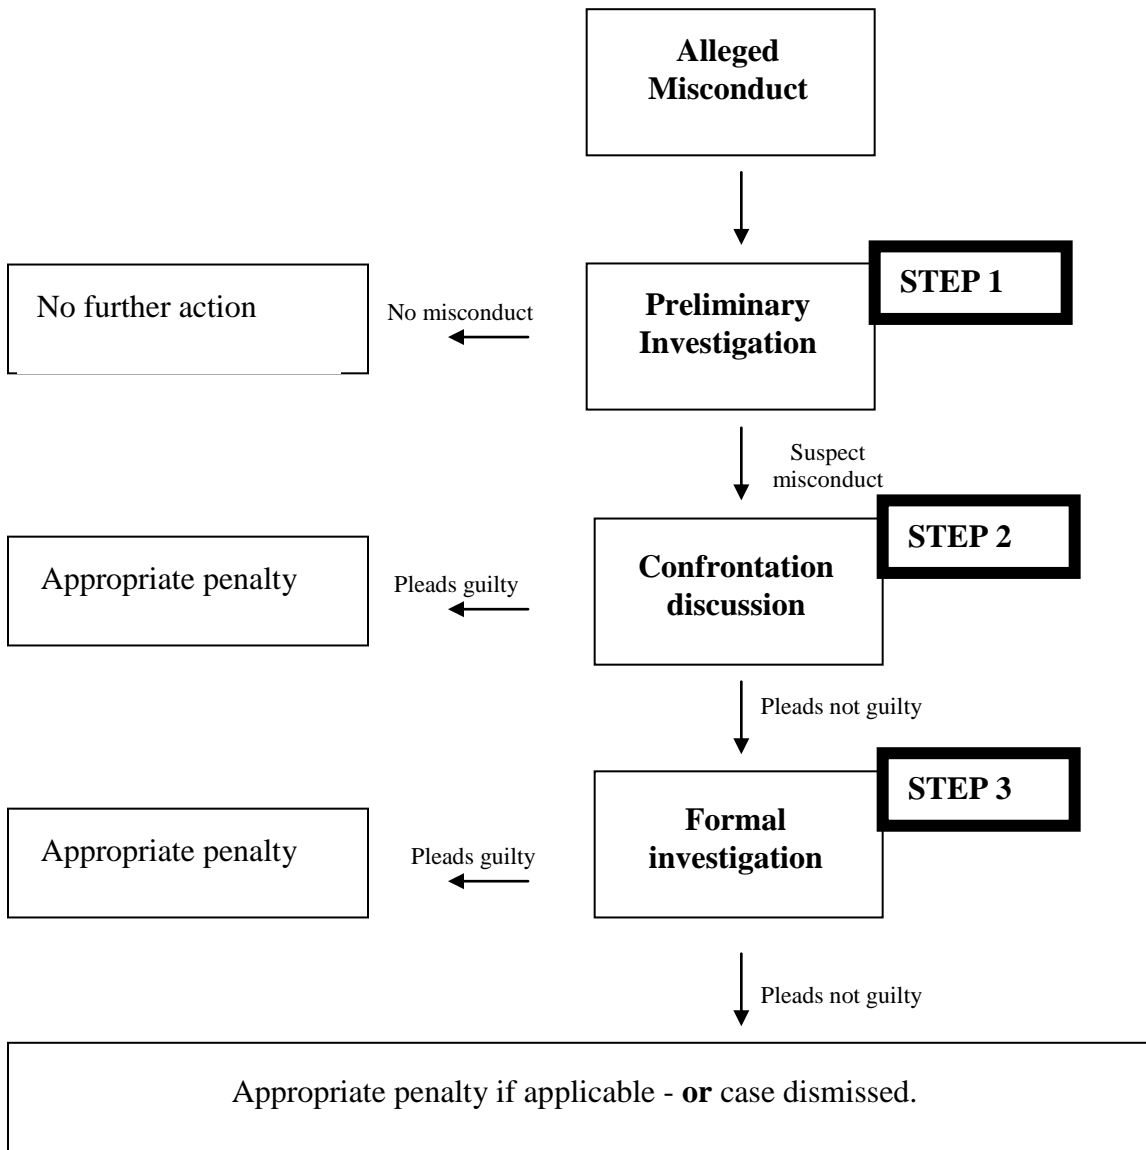 Alleged
Misconduct
STEP 1
No further action
No misconduct
Preliminary
Investigation
Suspect
misconduct
STEP 2
Appropriate penalty
Pleads guilty
Confrontation
discussion
Pleads not guilty
STEP 3
Appropriate penalty
Pleads guilty
Formal
investigation
Pleads not guilty
Appropriate penalty if applicable - or case dismissed.